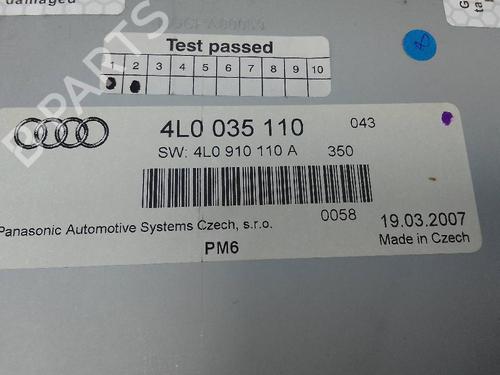 damaged
Test passed
1 2 3 4 5 6 7 8 9 10
4L0 035 110 043
SW: 4L0 910 110 A 350
0058
Panasonic Automotive Systems Czech, s.r.o. 19.03.2007
PM6 Made in Czech
D-PARTS